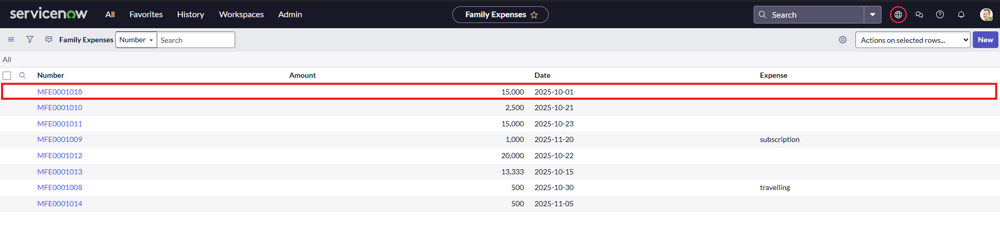 servicenow All Favorites History Workspaces Admin Family Expenses Search
Family Expenses Number Search Actions on selected rows... New
All
Number Amount Date Expense
MFE0001018 15,000 2025-10-01
MFE0001010 2,500 2025-10-21
MFE0001011 15,000 2025-10-23
MFE0001009 1,000 2025-11-20 subscription
MFE0001012 20,000 2025-10-22
MFE0001013 13,333 2025-10-15
MFE0001008 500 2025-10-30 travelling
MFE0001014 500 2025-11-05